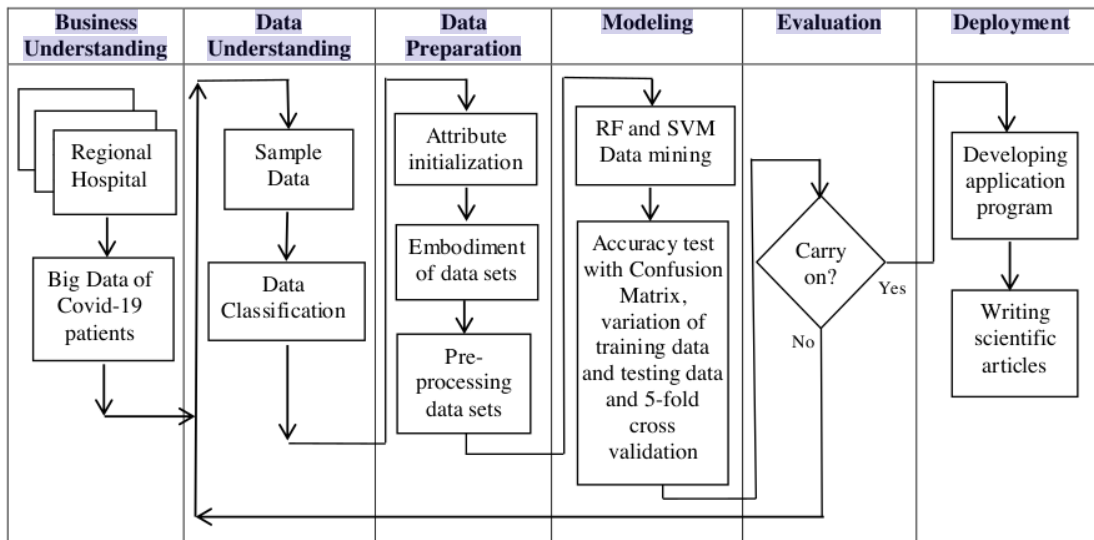 Business
Understanding
Data
Understanding
Data
Preparation
Modeling
Evaluation
Deployment
Regional
Hospital
Big Data of
Covid-19
patients
Sample
Data
Data
Classification
Attribute
initialization
Embodiment
of data sets
Pre-
processing
data sets
RF and SVM
Data mining
Accuracy test
with Confusion
Matrix,
variation of
training data
and testing data
and 5-fold
cross
validation
Carry
on?
Yes
No
Developing
application
program
Writing
scientific
articles